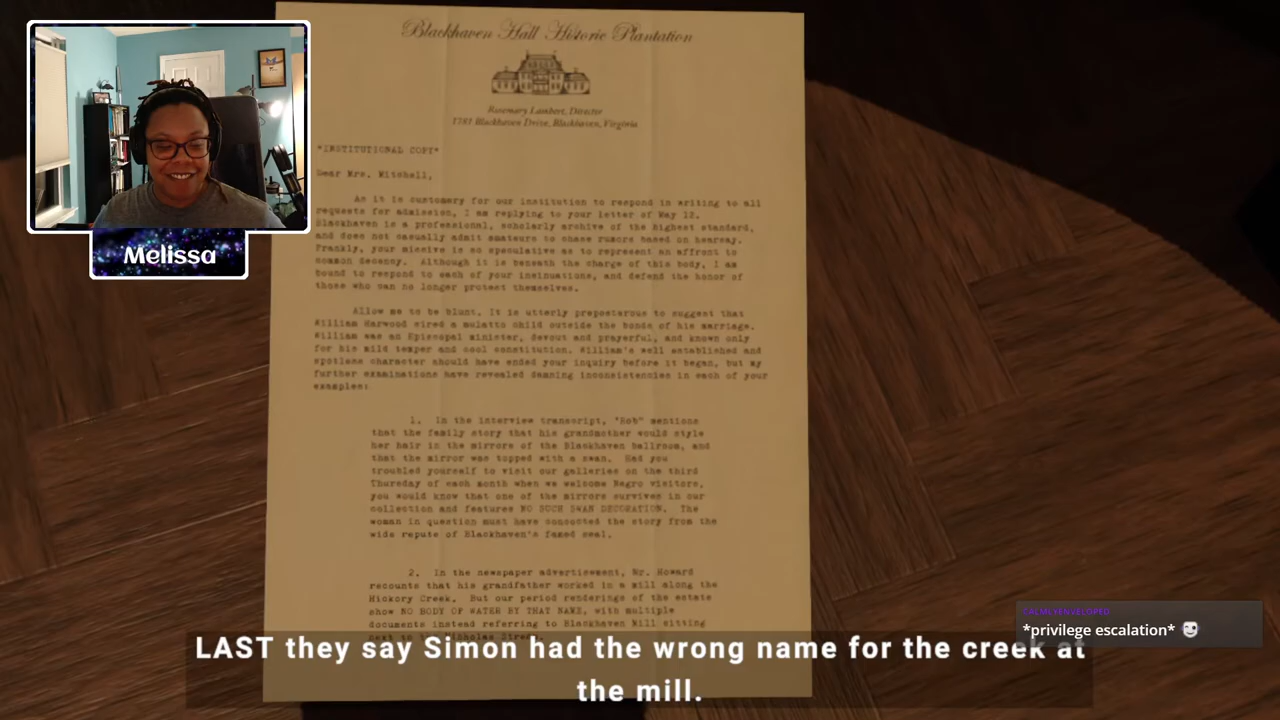 Blackhaven Hall Historic Plantation
Rosemary Lambert, Director
1781 Blackhaven Drive, Blackhaven, Virginia
*INSTITUTIONAL COPY*
Dear Mrs. Mitchell,
As it is customary for our institution to respond in writing to all
requests for admission, I am replying to your letter of May 12.
Blackhaven is a professional, scholarly archive of the highest standard,
and does not casually admit amateurs to chase rumors based on hearsay.
Frankly, your missive is so speculative as to represent an affront to
common decency. Although it is beneath the charge of this body, I am
bound to respond to each of your insinuations, and defend the honor of
those who can no longer protect themselves.
Allow me to be blunt. It is utterly preposterous to suggest that
William Harwood sired a mulatto child outside the bonds of his marriage.
William was an Episcopal minister, devout and prayerful, and known only
for his mild temper and cool constitution. William's well established and
spotless character should have ended your inquiry before it began, but my
further examinations have revealed damning inconsistencies in each of your
examples:
1. In the interview transcript, "Bob" mentions
that the family story that his grandmother would style
her hair in the mirrors of the Blackhaven ballroom, and
that the mirror was topped with a swan. Had you
troubled yourself to visit our galleries on the third
Thursday of each month when we welcome Negro visitors,
you would know that one of the mirrors survives in our
collection and features NO SUCH SWAN DECORATION. The
woman in question must have concocted the story from the
wide repute of Blackhaven's famed seal.
2. In the newspaper advertisement, Mr. Howard
recounts that his grandfather worked in a mill along the
Hickory Creek. But our period renderings of the estate
show NO BODY OF WATER BY THAT NAME, with multiple
documents instead referring to Blackhaven Mill sitting
Melissa
CALMLYENVELOPED
*privilege escalation*
LAST they say Simon had the wrong name for the creek at
the mill.